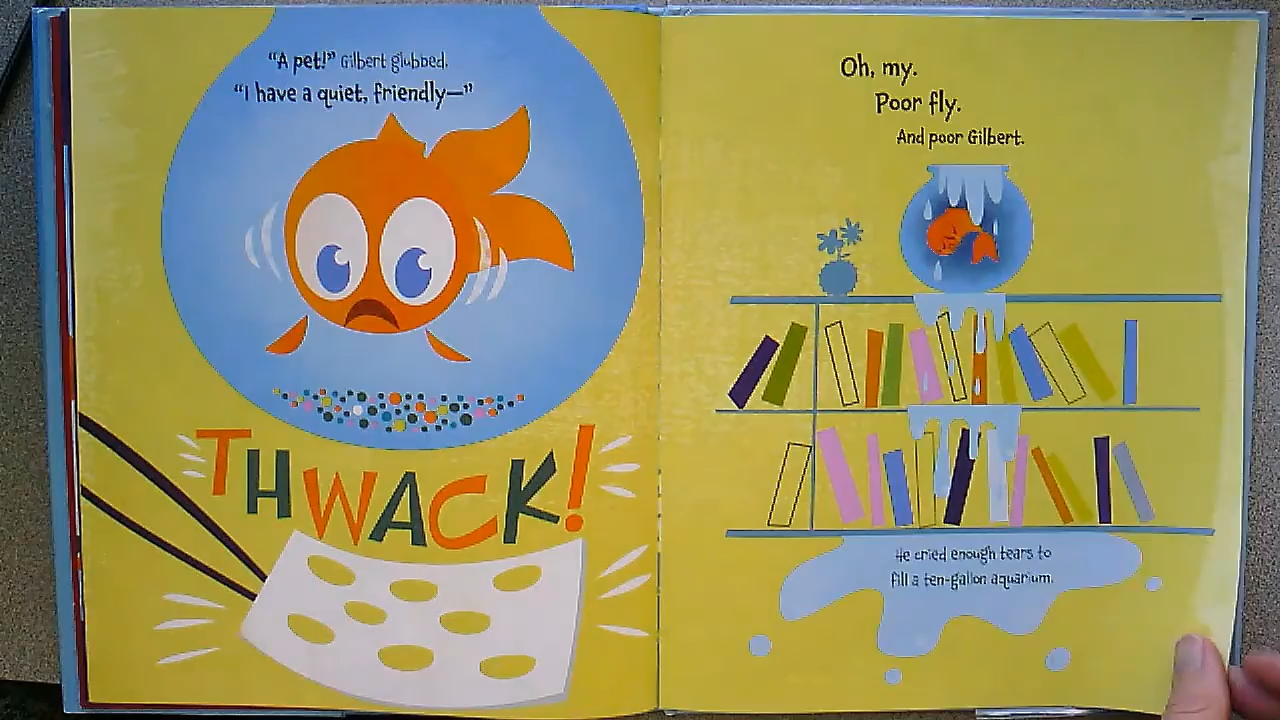 “A pet!” Gilbert glubbed.
“I have a quiet, friendly—”
THWACK!
Oh, my.
Poor fly.
And poor Gilbert.
He cried enough tears to
fill a ten-gallon aquarium.